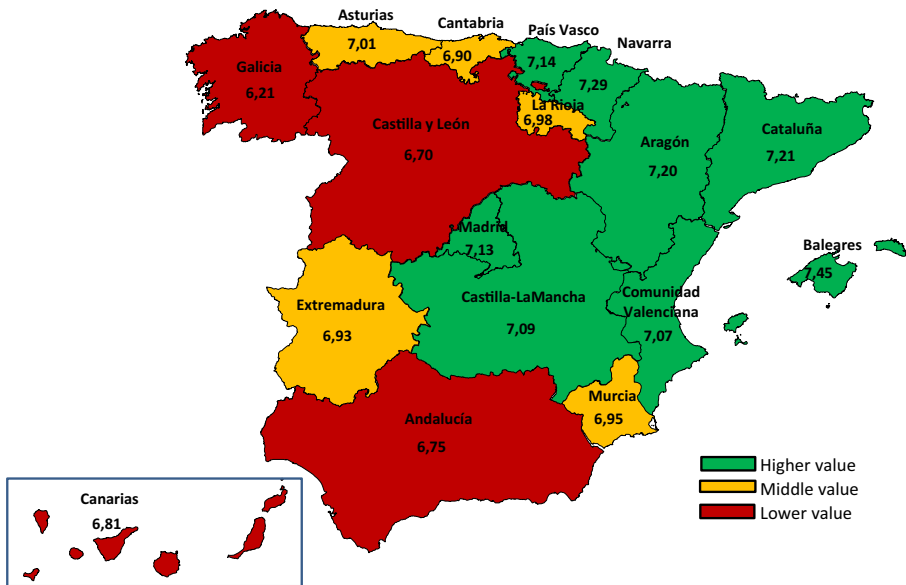 Asturias
7,01
Cantabria
6,90
País Vasco
7,14
Navarra
7,29
Galicia
6,21
Castilla y León
6,70
La Rioja
6,98
Aragón
7,20
Cataluña
7,21
Madrid
7,13
Baleares
7,45
Extremadura
6,93
Castilla-LaMancha
7,09
Comunidad
Valenciana
7,07
Murcia
6,95
Andalucía
6,75
Canarias
6,81
Higher value
Middle value
Lower value